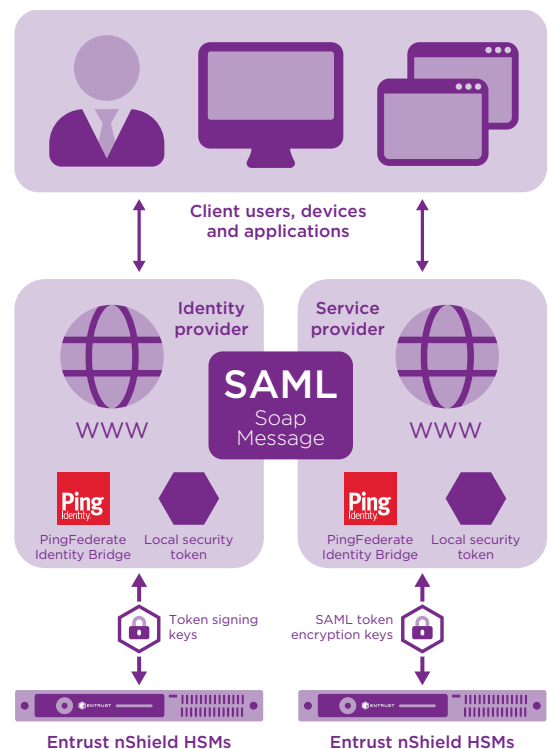 Client users, devices
and applications
Identity
provider
Service
provider
SAML
Soap
Message
WWW
WWW
Ping
Identity
PingFederate
Identity Bridge
Local security
token
Ping
Identity
PingFederate
Identity Bridge
Local security
token
Token signing
keys
SAML token
encryption keys
ENTRUST
ENTRUST
Entrust nShield HSMs
Entrust nShield HSMs